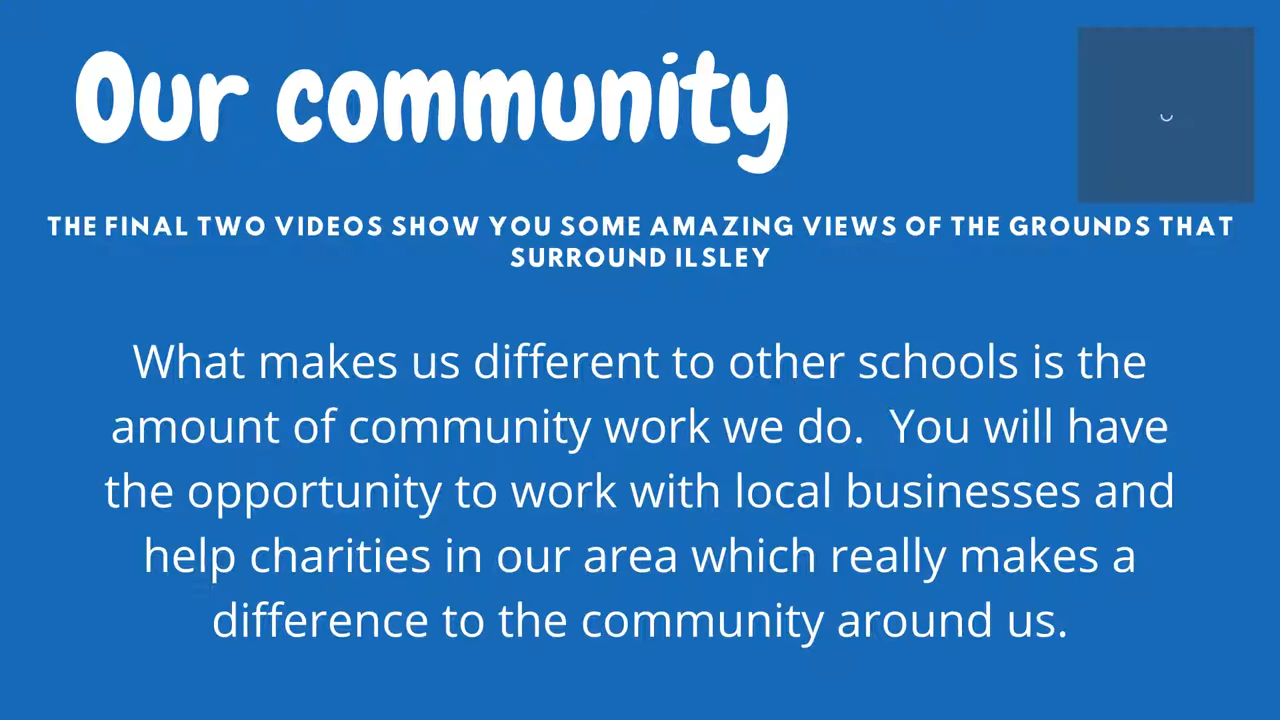 Our community
THE FINAL TWO VIDEOS SHOW YOU SOME AMAZING VIEWS OF THE GROUNDS THAT
SURROUND ILSLEY
What makes us different to other schools is the
amount of community work we do.  You will have
the opportunity to work with local businesses and
help charities in our area which really makes a
difference to the community around us.